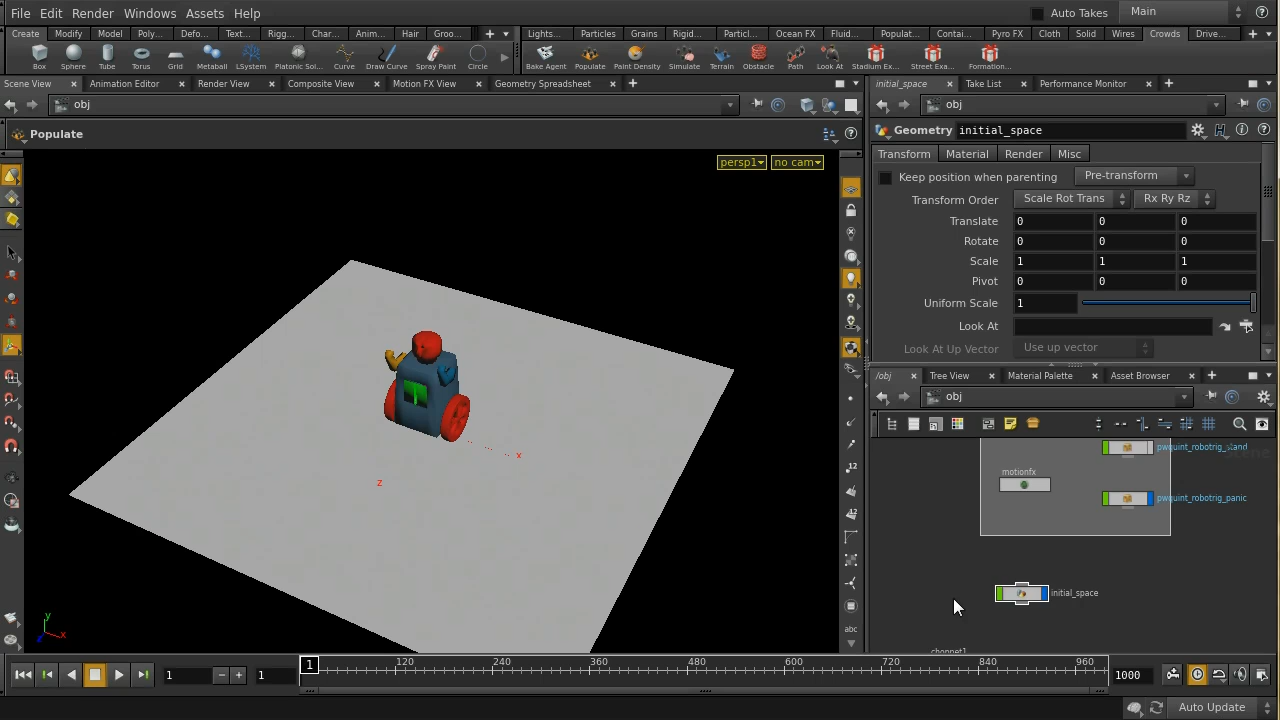 File Edit Render Windows Assets Help
Auto Takes Main
Create Modify Model Poly... Defo... Text... Rigg... Char... Anim... Hair Groo...
Lights... Particles Grains Rigid... Particl... Ocean FX Fluid... Populat... Contai... Pyro FX Cloth Solid Wires Crowds Drive...
Box Sphere Tube Torus Grid Metaball LSystem Platonic Sol... Curve Draw Curve Spray Paint Circle
Bake Agent Populate Paint Density Simulate Terrain Obstacle Path Look At Stadium Ex... Street Exa... Formation...
Scene View Animation Editor Render View Composite View Motion FX View Geometry Spreadsheet
initial_space Take List Performance Monitor
obj
obj
Populate
Geometry initial_space
persp1 no cam
Transform Material Render Misc
Keep position when parenting Pre-transform
Transform Order Scale Rot Trans Rx Ry Rz
Translate 0 0 0
Rotate 0 0 0
Scale 1 1 1
Pivot 0 0 0
Uniform Scale 1
Look At
Look At Up Vector Use up vector
/obj Tree View Material Palette Asset Browser
obj
12
12
abc
motionfx
pwquint_robotrig_panic
initial_space
x
z
y
x
z
1 1
1 120 240 360 480 600 720 840 960
1000
Auto Update